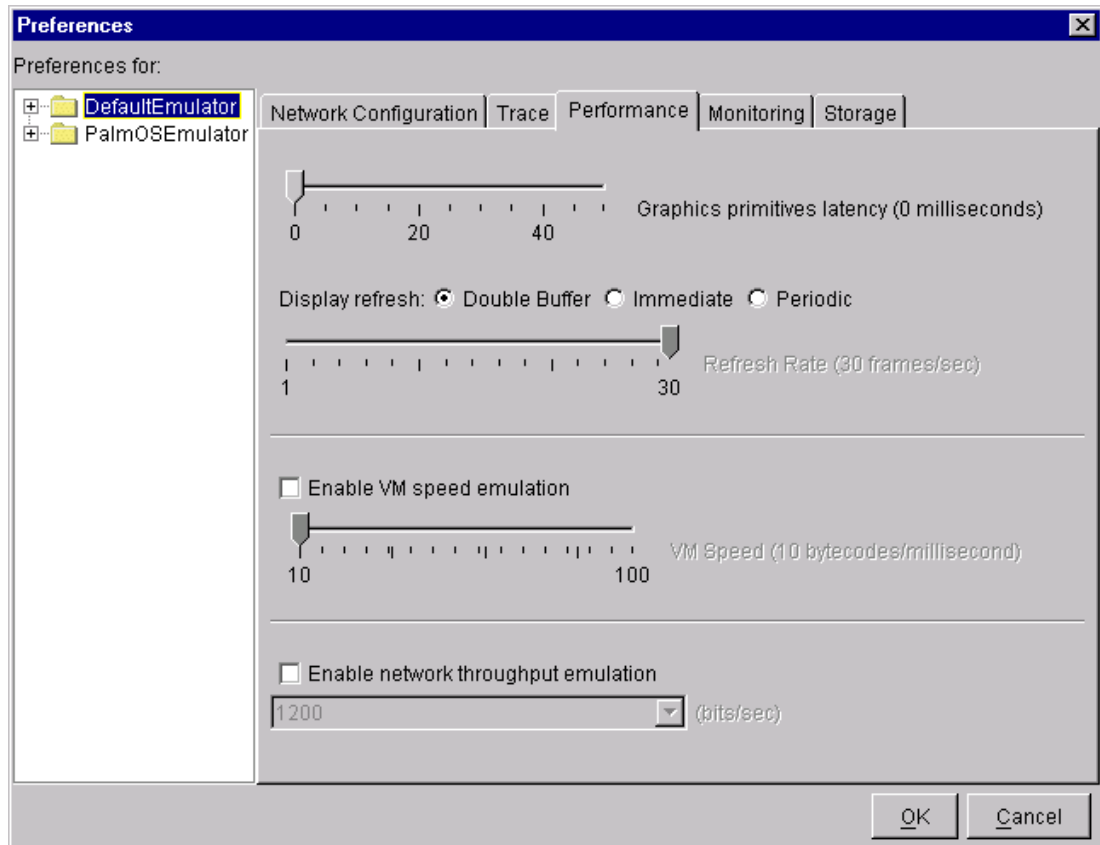 Preferences
Preferences for:
DefaultEmulator
PalmOSEmulator
Network Configuration Trace Performance Monitoring Storage
Graphics primitives latency (0 milliseconds)
0 20 40
Display refresh: Double Buffer Immediate Periodic
Refresh Rate (30 frames/sec)
1 30
Enable VM speed emulation
VM Speed (10 bytecodes/millisecond)
10 100
Enable network throughput emulation
1200 (bits/sec)
OK Cancel